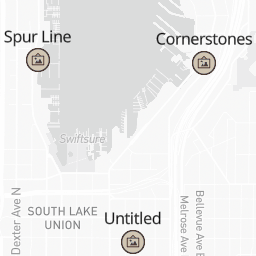 Spur Line
Cornerstones
Swiftsure
Dexter Ave N
SOUTH LAKE
UNION
Untitled
Melrose Ave
Bellevue Ave E